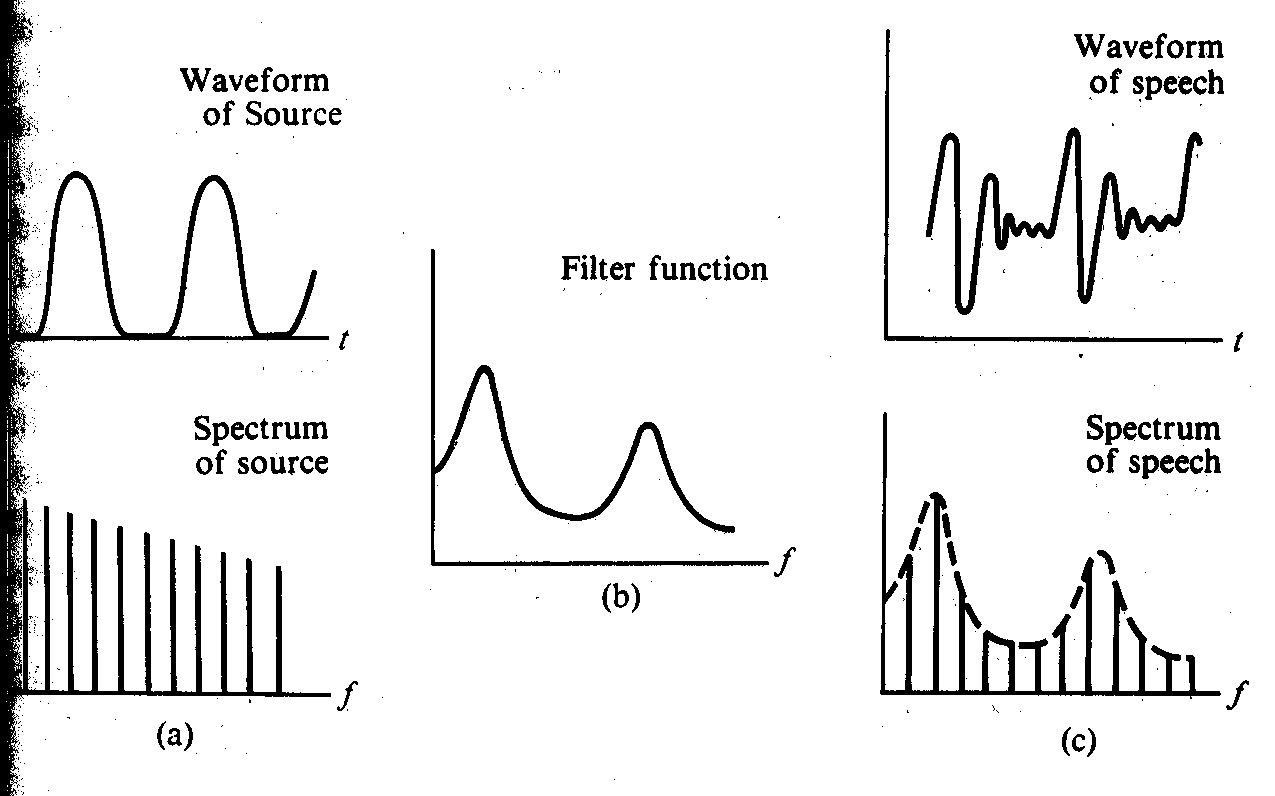 Waveform
of Source
t
Spectrum
of source
f
(a)
Filter function
f
(b)
Waveform
of speech
t
Spectrum
of speech
f
(c)